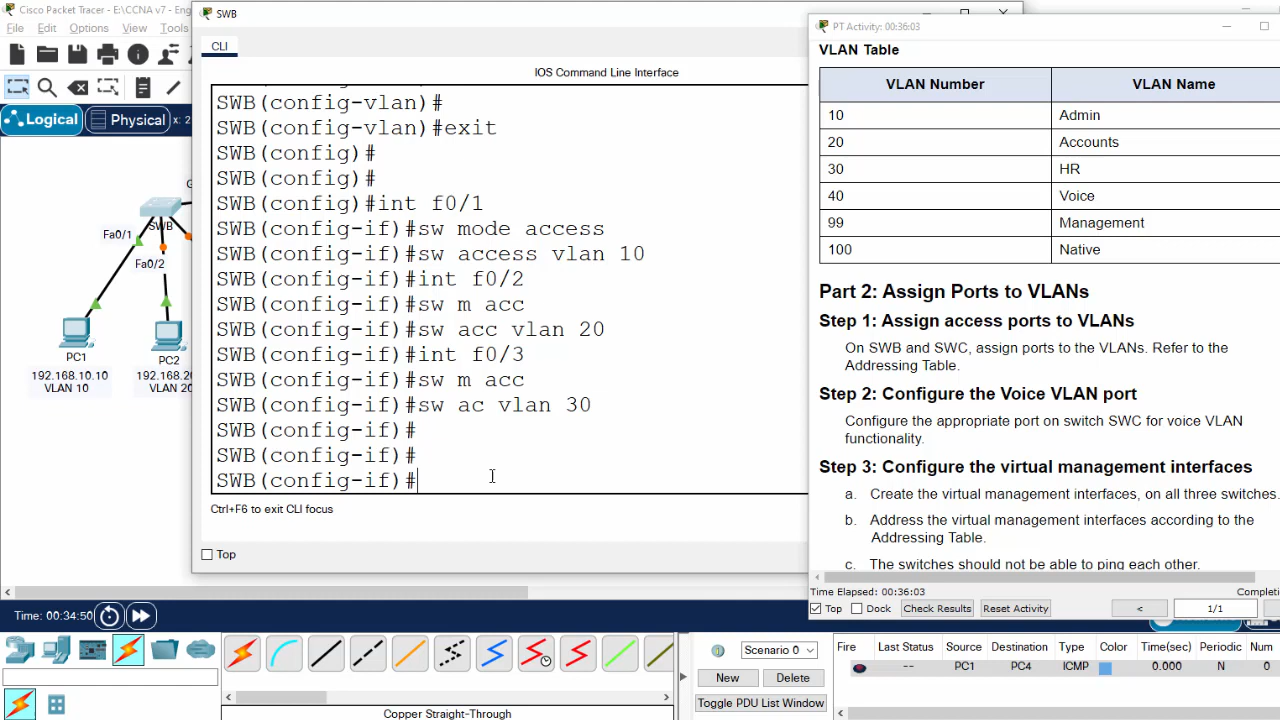 Cisco Packet Tracer - E:\CCNA v7 - Eng
File Edit Options View Tools
Logical Physical x: 2
SWB
CLI
IOS Command Line Interface
SWB(config-vlan)#
SWB(config-vlan)#exit
SWB(config)#
SWB(config)#
SWB(config)#int f0/1
SWB(config-if)#sw mode access
SWB(config-if)#sw access vlan 10
SWB(config-if)#int f0/2
SWB(config-if)#sw m acc
SWB(config-if)#sw acc vlan 20
SWB(config-if)#int f0/3
SWB(config-if)#sw m acc
SWB(config-if)#sw ac vlan 30
SWB(config-if)#
SWB(config-if)#
SWB(config-if)#
Ctrl+F6 to exit CLI focus
Top
G
SWB
Fa0/1
Fa0/2
PC1
192.168.10.10
VLAN 10
PC2
192.168.20
VLAN 20
PT Activity: 00:36:03
VLAN Table
VLAN Number VLAN Name
10 Admin
20 Accounts
30 HR
40 Voice
99 Management
100 Native
Part 2: Assign Ports to VLANs
Step 1: Assign access ports to VLANs
On SWB and SWC, assign ports to the VLANs. Refer to the
Addressing Table.
Step 2: Configure the Voice VLAN port
Configure the appropriate port on switch SWC for voice VLAN
functionality.
Step 3: Configure the virtual management interfaces
a. Create the virtual management interfaces, on all three switches.
b. Address the virtual management interfaces according to the
Addressing Table.
c. The switches should not be able to ping each other.
Time Elapsed: 00:36:03 Completi
Top Dock Check Results Reset Activity < 1/1
Time: 00:34:50
Copper Straight-Through
Scenario 0
New Delete
Toggle PDU List Window
Fire Last Status Source Destination Type Color Time(sec) Periodic Num
-- PC1 PC4 ICMP 0.000 N 0